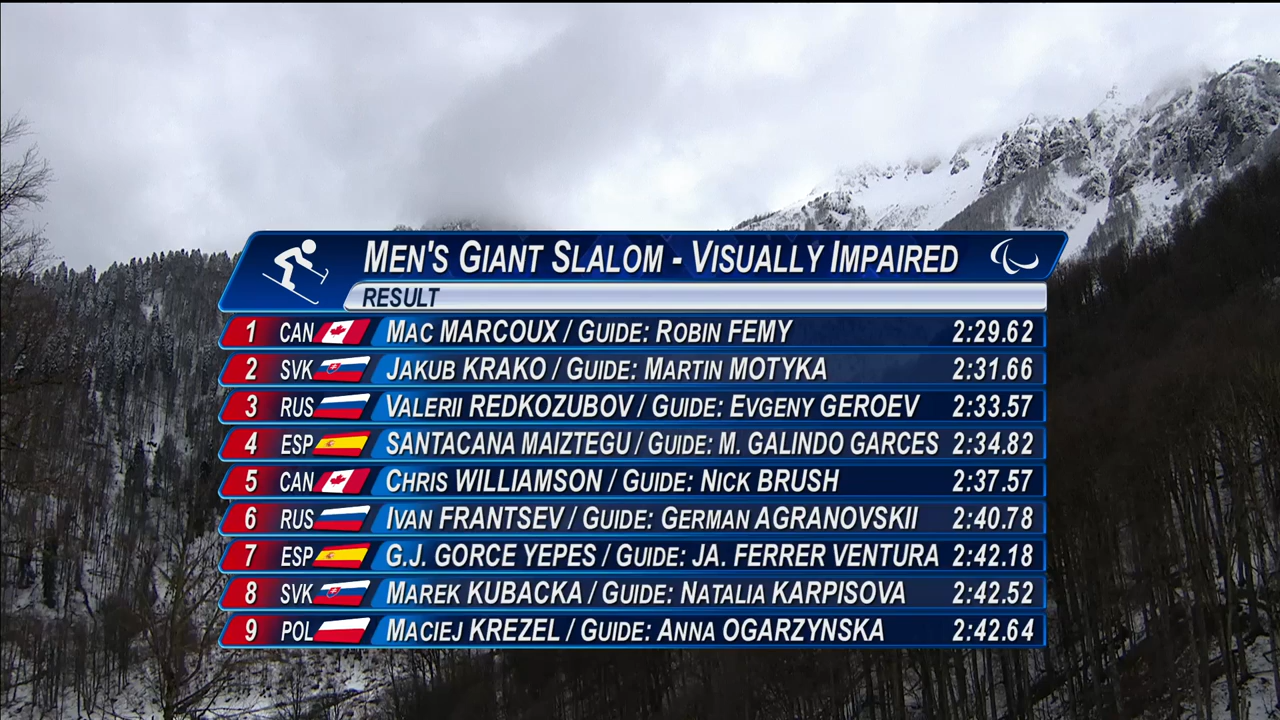 MEN'S GIANT SLALOM - VISUALLY IMPAIRED
RESULT
1 CAN MAC MARCOUX / GUIDE: ROBIN FEMY 2:29.62
2 SVK JAKUB KRAKO / GUIDE: MARTIN MOTYKA 2:31.66
3 RUS VALERII REDKOZUBOV / GUIDE: EVGENY GEROEV 2:33.57
4 ESP SANTACANA MAIZTEGU / GUIDE: M. GALINDO GARCES 2:34.82
5 CAN CHRIS WILLIAMSON / GUIDE: NICK BRUSH 2:37.57
6 RUS IVAN FRANTSEV / GUIDE: GERMAN AGRANOVSKII 2:40.78
7 ESP G.J. GORCE YEPES / GUIDE: JA. FERRER VENTURA 2:42.18
8 SVK MAREK KUBACKA / GUIDE: NATALIA KARPISOVA 2:42.52
9 POL MACIEJ KREZEL / GUIDE: ANNA OGARZYNSKA 2:42.64